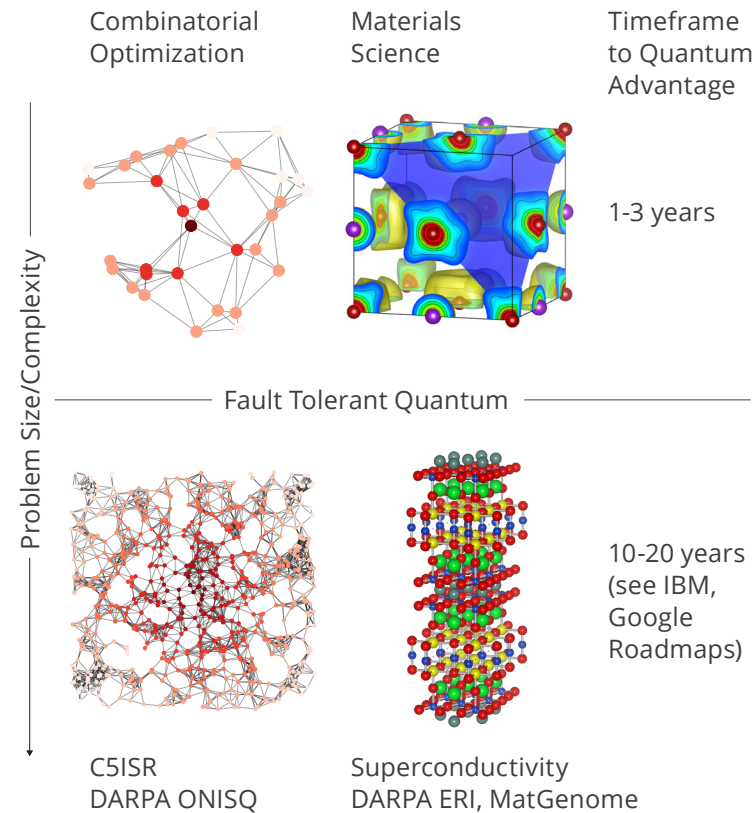 Combinatorial
Optimization
Materials
Science
Timeframe
to Quantum
Advantage
Problem Size/Complexity
1-3 years
Fault Tolerant Quantum
10-20 years
(see IBM,
Google
Roadmaps)
C5ISR
DARPA ONISQ
Superconductivity
DARPA ERI, MatGenome